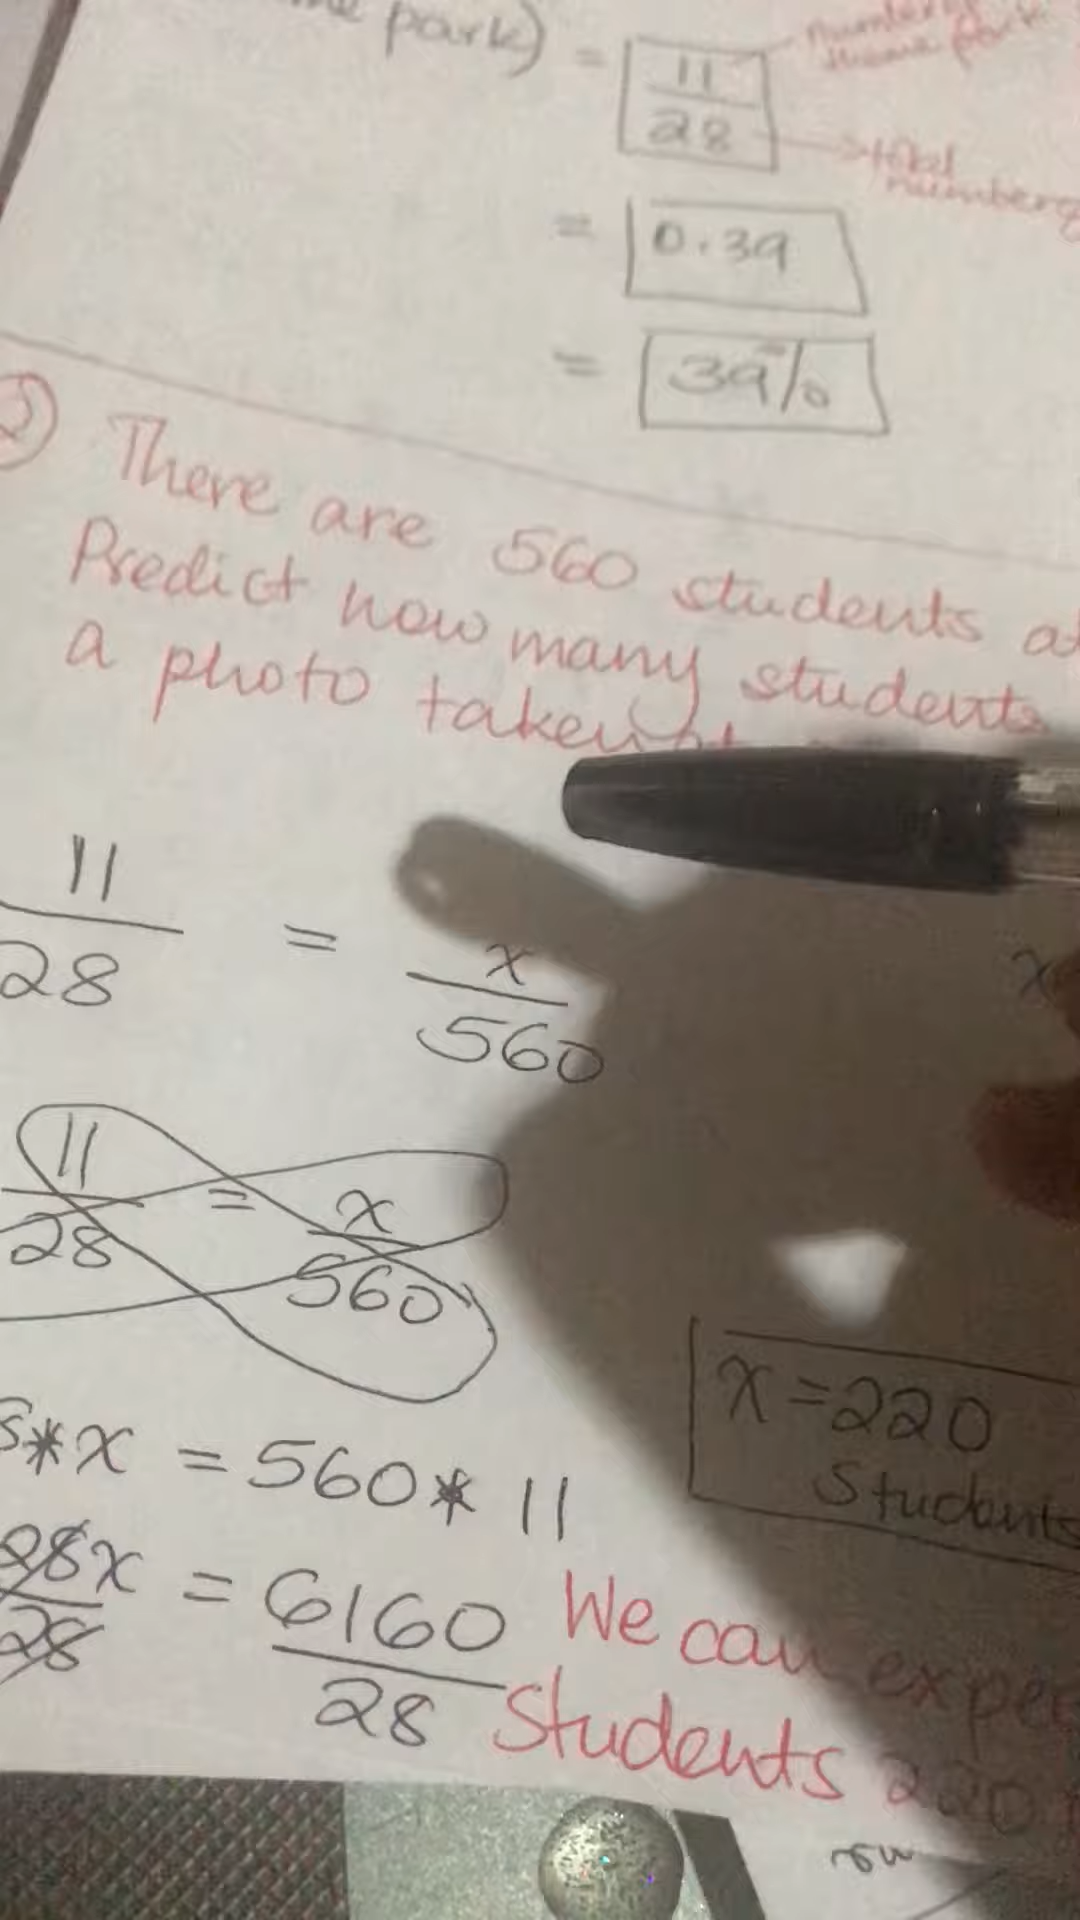 park) = 11
28
total
= 0.39
= 39%
There are 560 students
Predict how many students
a photo taken
11
28 = x
560
x
11
28 = x
560
*x = 560*11
28x
28 = 6160
28
x=220
Students
We can
Students 220